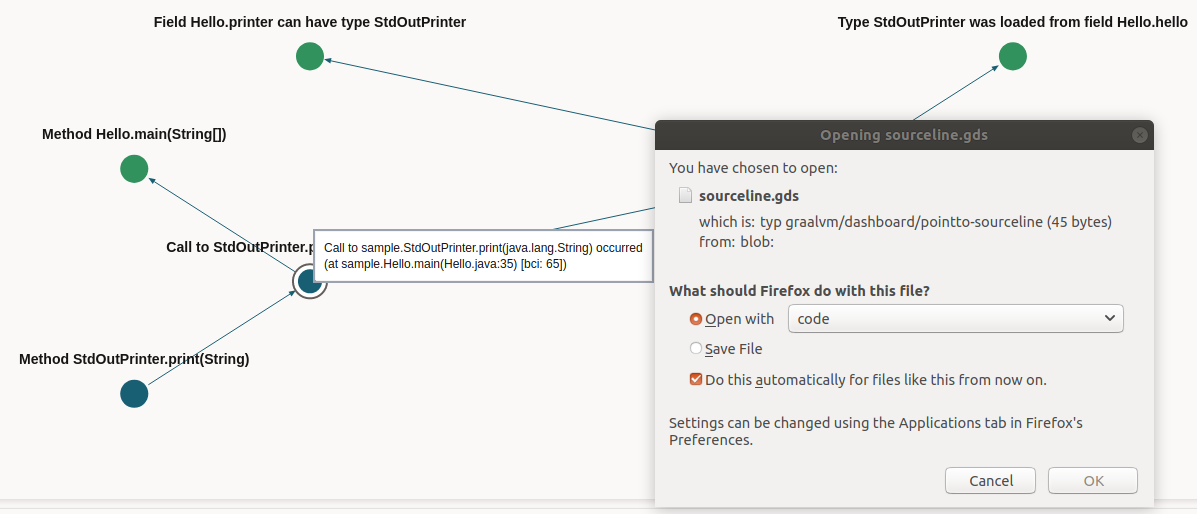 Field Hello.printer can have type StdOutPrinter
Type StdOutPrinter was loaded from field Hello.hello
Method Hello.main(String[])
Call to StdOutPrinter.p
Call to sample.StdOutPrinter.print(java.lang.String) occurred
(at sample.Hello.main(Hello.java:35) [bci: 65])
Method StdOutPrinter.print(String)
Opening sourceline.gds
You have chosen to open:
sourceline.gds
which is: typ graalvm/dashboard/pointto-sourceline (45 bytes)
from: blob:
What should Firefox do with this file?
Open with code
Save File
Do this automatically for files like this from now on.
Settings can be changed using the Applications tab in Firefox's
Preferences.
Cancel OK